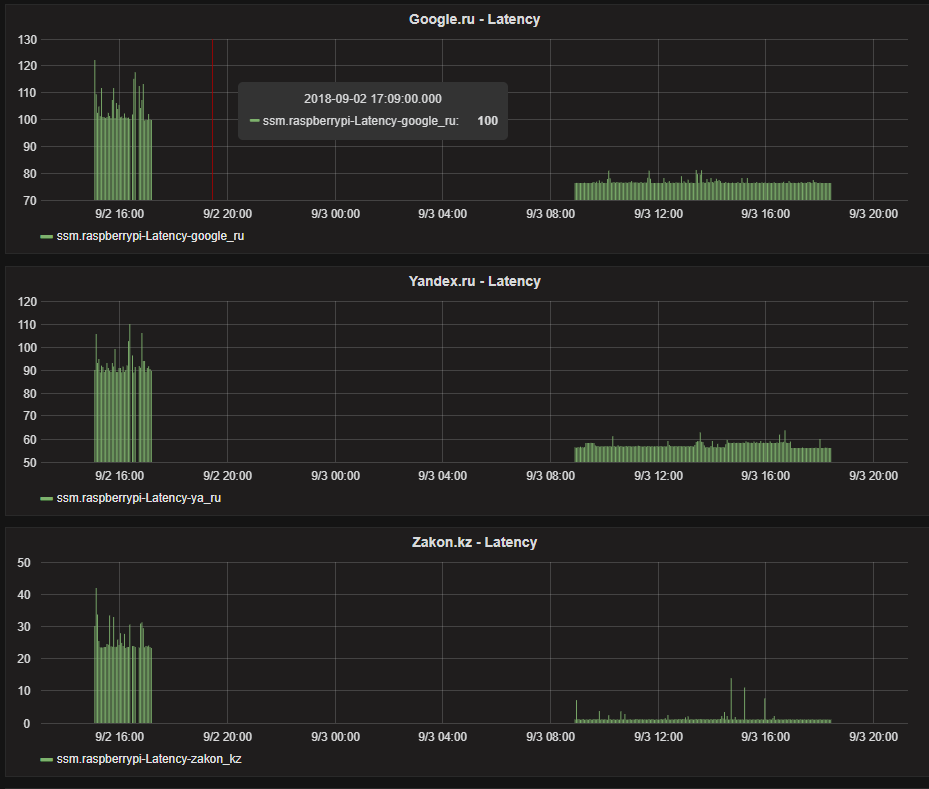 Google.ru - Latency
130
120
110
100
90
80
70
2018-09-02 17:09:00.000
ssm.raspberrypi-Latency-google_ru: 100
9/2 16:00 9/2 20:00 9/3 00:00 9/3 04:00 9/3 08:00 9/3 12:00 9/3 16:00 9/3 20:00
ssm.raspberrypi-Latency-google_ru
Yandex.ru - Latency
120
110
100
90
80
70
60
50
9/2 16:00 9/2 20:00 9/3 00:00 9/3 04:00 9/3 08:00 9/3 12:00 9/3 16:00 9/3 20:00
ssm.raspberrypi-Latency-ya_ru
Zakon.kz - Latency
50
40
30
20
10
0
9/2 16:00 9/2 20:00 9/3 00:00 9/3 04:00 9/3 08:00 9/3 12:00 9/3 16:00 9/3 20:00
ssm.raspberrypi-Latency-zakon_kz